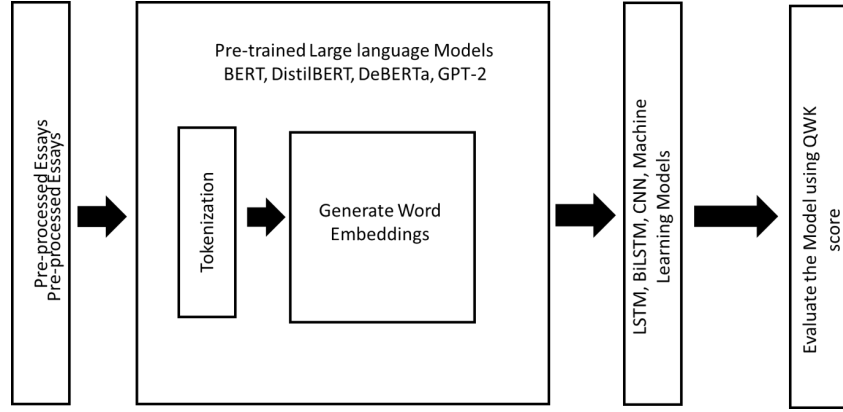 Pre-processed Essays
Pre-processed Essays
Pre-trained Large language Models
BERT, DistilBERT, DeBERTa, GPT-2
Tokenization
Generate Word
Embeddings
LSTM, BiLSTM, CNN, Machine
Learning Models
Evaluate the Model using QWK
score